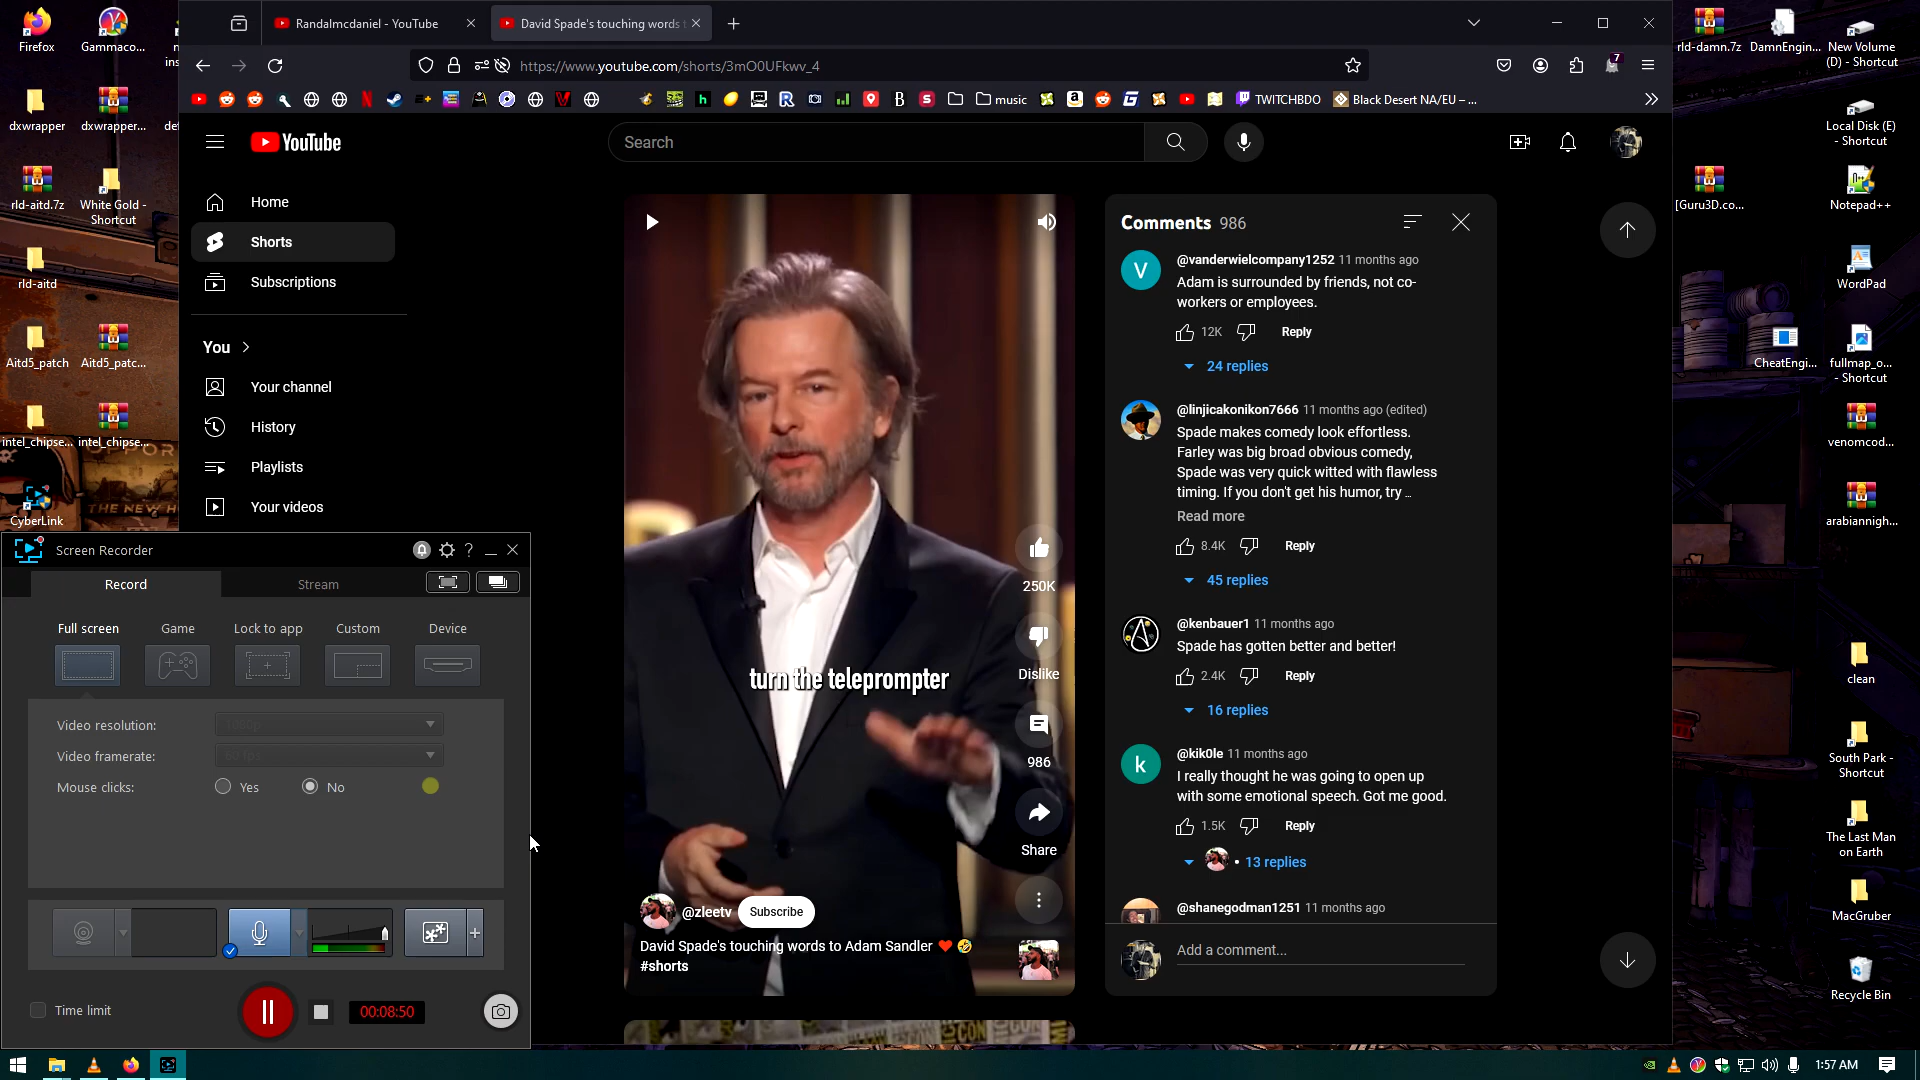 Firefox
Gammaco...
dxwrapper
dxwrapper...
rld-aitd.7z
White Gold -
Shortcut
rld-aitd
Aitd5_patch
Aitd5_patc...
intel_chipse...
intel_chipse...
CyberLink
Randalmcdaniel - YouTube
David Spade's touching words
https://www.youtube.com/shorts/3mO0UFkwv_4
7
music
TWITCHBDO
Black Desert NA/EU – ...
YouTube
Search
Home
Shorts
Subscriptions
You
Your channel
History
Playlists
Your videos
turn the teleprompter
250K
Dislike
986
Share
@zleetv
Subscribe
David Spade's touching words to Adam Sandler ❤️ 🤣
#shorts
Comments 986
@vanderwielcompany1252 11 months ago
Adam is surrounded by friends, not co-
workers or employees.
12K
Reply
24 replies
@linjicakonikon7666 11 months ago (edited)
Spade makes comedy look effortless.
Farley was big broad obvious comedy,
Spade was very quick witted with flawless
timing. If you don't get his humor, try ...
Read more
8.4K
Reply
45 replies
@kenbauer1 11 months ago
Spade has gotten better and better!
2.4K
Reply
16 replies
@kik0le 11 months ago
I really thought he was going to open up
with some emotional speech. Got me good.
1.5K
Reply
13 replies
@shanegodman1251 11 months ago
Add a comment...
Screen Recorder
?
Record
Stream
Full screen
Game
Lock to app
Custom
Device
Video resolution:
1080p
Video framerate:
60 fps
Mouse clicks:
Yes
No
Time limit
00:08:50
rld-damn.7z
DamnEngin...
New Volume
(D) - Shortcut
Local Disk (E)
- Shortcut
[Guru3D.co...
Notepad++
WordPad
CheatEngi...
fullmap_o...
- Shortcut
venomcod...
arabiannigh...
clean
South Park -
Shortcut
The Last Man
on Earth
MacGruber
Recycle Bin
1:57 AM